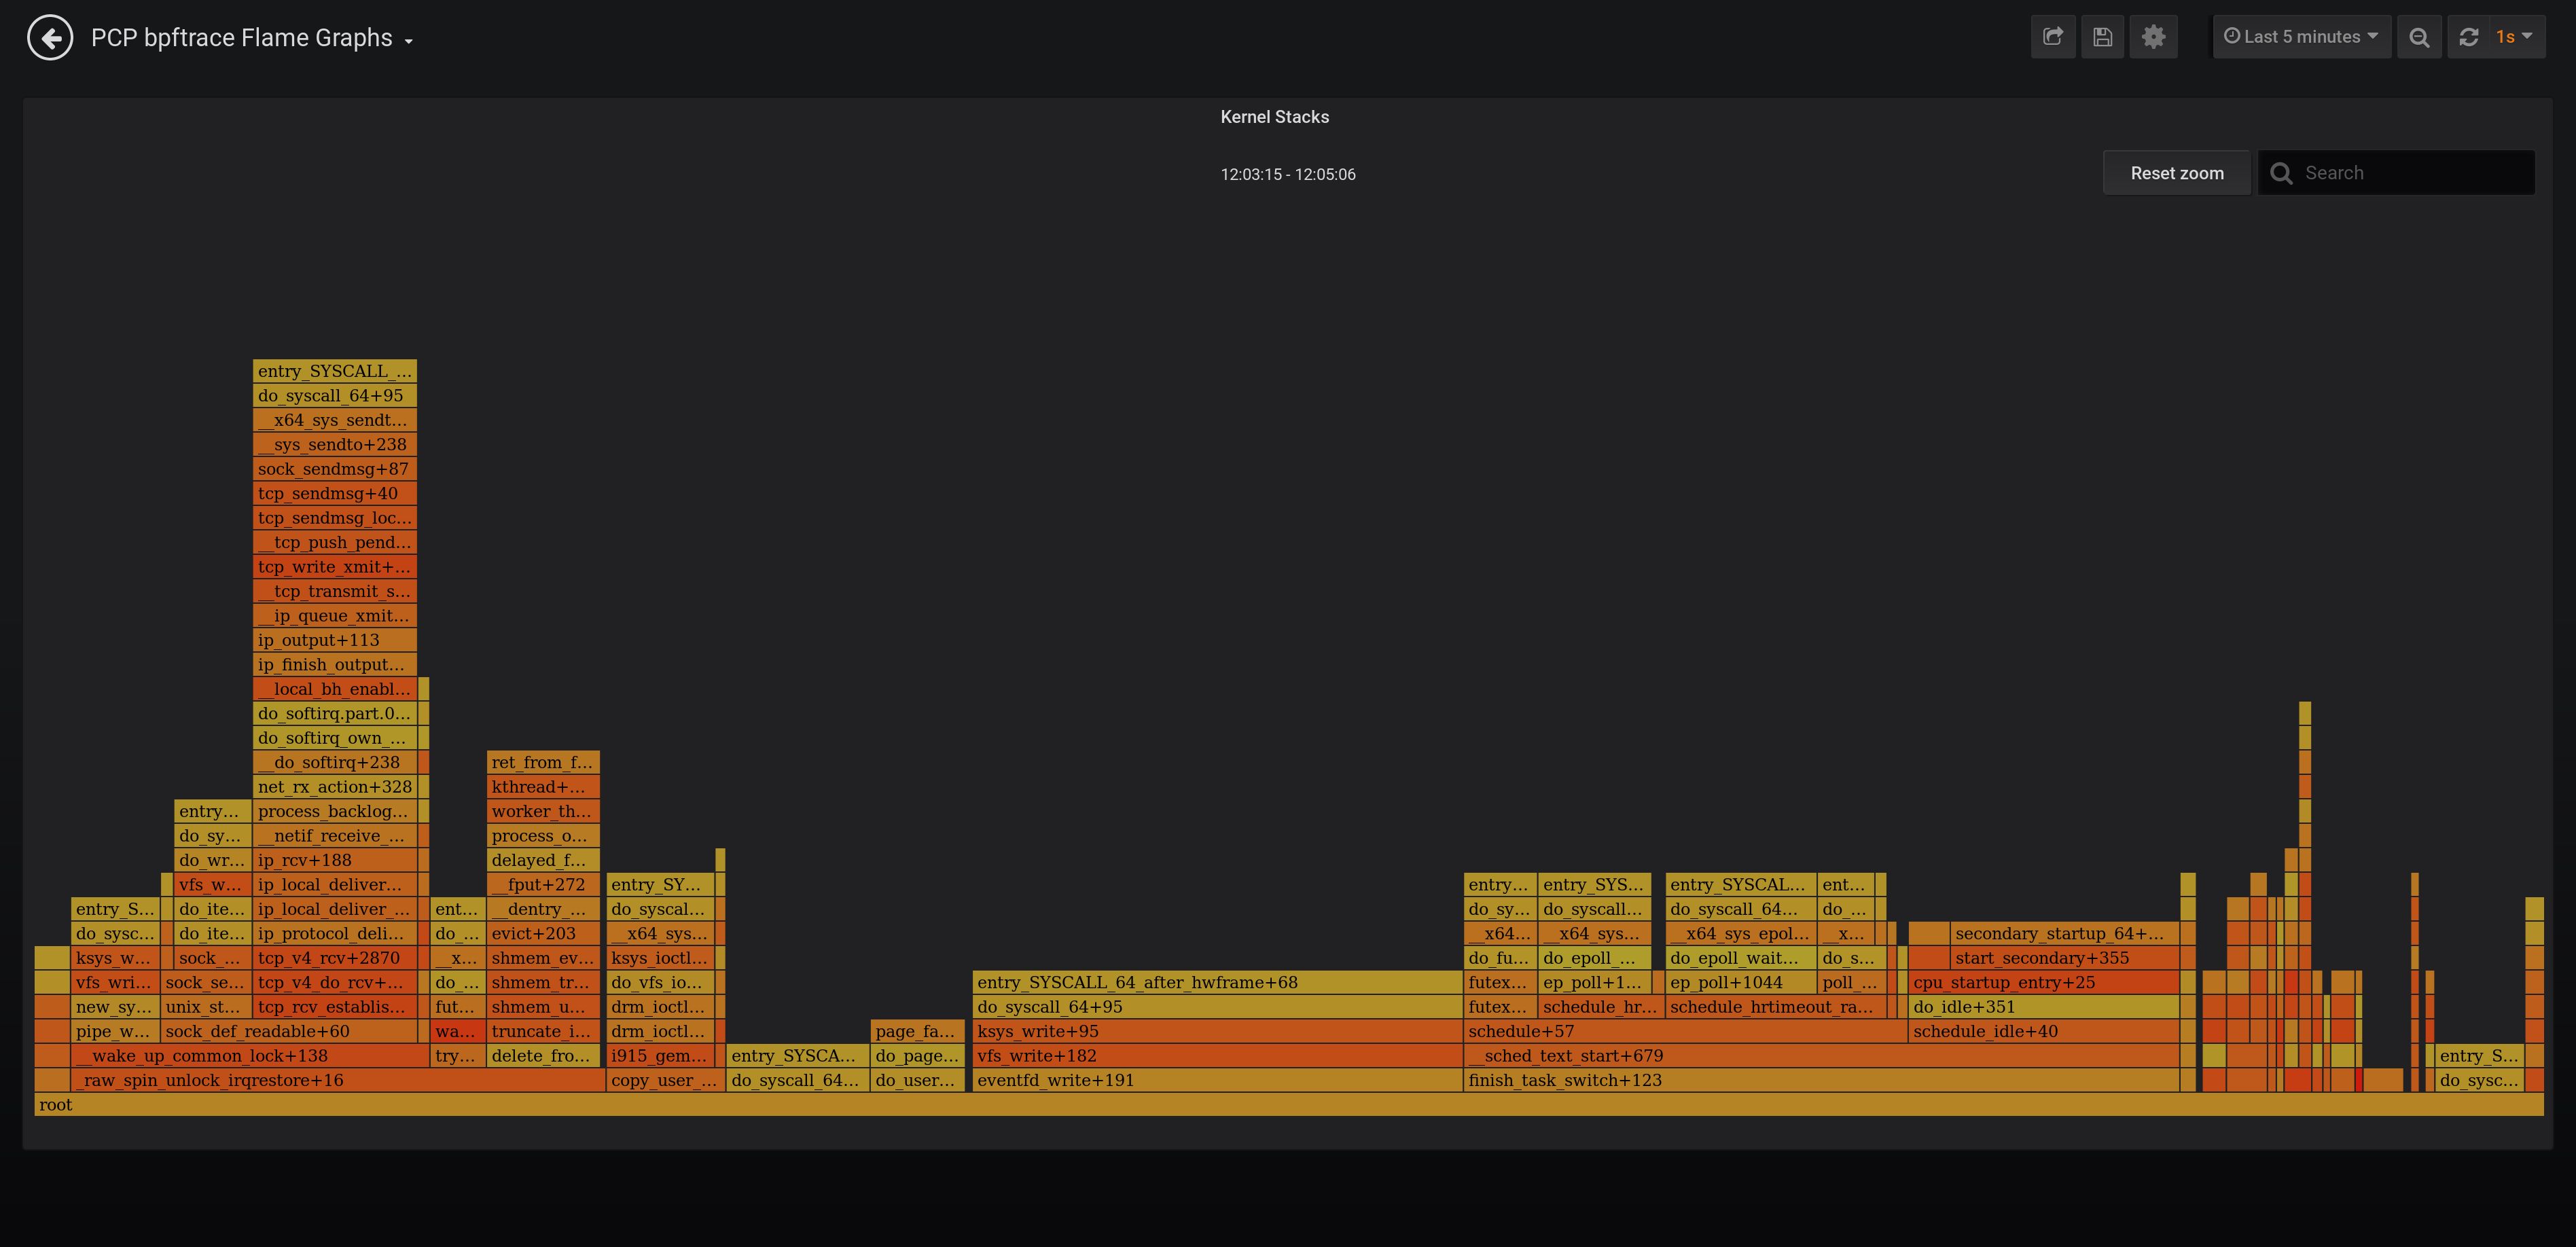 PCP bpftrace Flame Graphs
Last 5 minutes
1s
Kernel Stacks
12:03:15 - 12:05:06
Reset zoom
Search
entry_SYSCALL_...
do_syscall_64+95
__x64_sys_sendt...
__sys_sendto+238
sock_sendmsg+87
tcp_sendmsg+40
tcp_sendmsg_loc...
__tcp_push_pend...
tcp_write_xmit+...
__tcp_transmit_s...
__ip_queue_xmit...
ip_output+113
ip_finish_output...
__local_bh_enabl...
do_softirq.part.0...
do_softirq_own_...
__do_softirq+238 ret_from_f...
net_rx_action+328 kthread+...
entry... process_backlog... worker_th...
do_sy... __netif_receive_... process_o...
do_wr... ip_rcv+188 delayed_f...
vfs_w... ip_local_deliver... __fput+272 entry_SY... entry... entry_SYS... entry_SYSCAL... ent...
entry_S... do_ite... ip_local_deliver_... ent... __dentry_... do_syscal... do_sy... do_syscall... do_syscall_64... do_...
do_sysc... do_ite... ip_protocol_deli... do_... evict+203 __x64_sys... __x64... __x64_sys... __x64_sys_epol... __x... secondary_startup_64+...
ksys_w... sock_... tcp_v4_rcv+2870 __x... shmem_ev... ksys_ioctl... do_fu... do_epoll_... do_epoll_wait... do_s... start_secondary+355
vfs_wri... sock_se... tcp_v4_do_rcv+... do_... shmem_tr... do_vfs_io... entry_SYSCALL_64_after_hwframe+68 futex... ep_poll+1... ep_poll+1044 poll_... cpu_startup_entry+25
new_sy... unix_st... tcp_rcv_establis... fut... shmem_u... drm_ioctl... do_syscall_64+95 futex... schedule_hr... schedule_hrtimeout_ra... do_idle+351
pipe_w... sock_def_readable+60 wa... truncate_i... drm_ioctl... page_fa... ksys_write+95 schedule+57 schedule_idle+40
__wake_up_common_lock+138 try... delete_fro... i915_gem... entry_SYSCA... do_page... vfs_write+182 __sched_text_start+679 entry_S...
_raw_spin_unlock_irqrestore+16 copy_user_... do_syscall_64... do_user... eventfd_write+191 finish_task_switch+123 do_sysc...
root